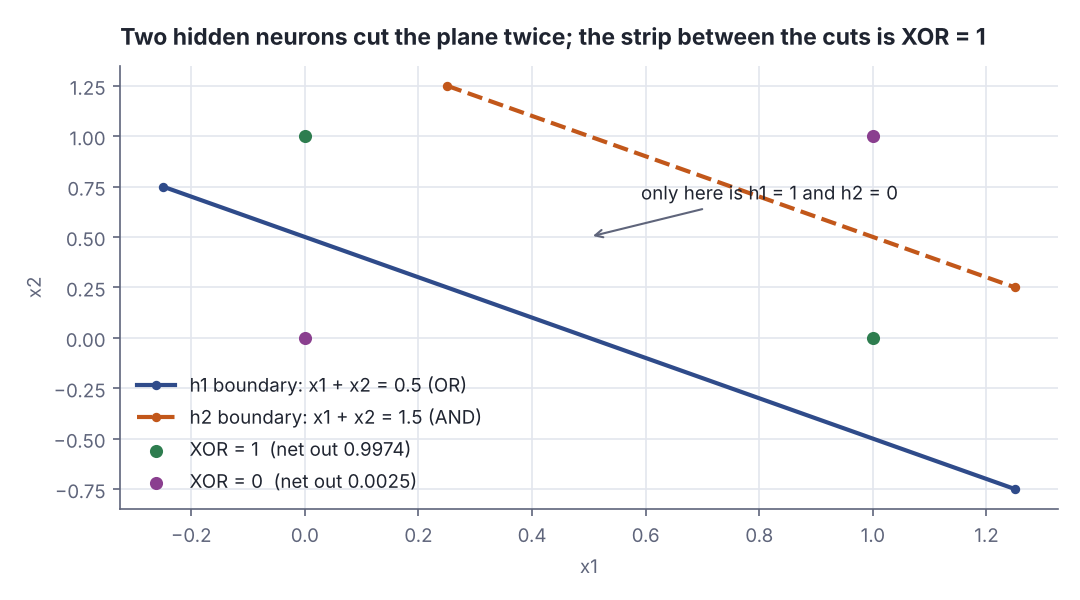 Two hidden neurons cut the plane twice; the strip between the cuts is XOR = 1
1.25
1.00
0.75
0.50
0.25
0.00
−0.25
−0.50
−0.75
x2
only here is h1 = 1 and h2 = 0
h1 boundary: x1 + x2 = 0.5 (OR)
h2 boundary: x1 + x2 = 1.5 (AND)
XOR = 1 (net out 0.9974)
XOR = 0 (net out 0.0025)
−0.2 0.0 0.2 0.4 0.6 0.8 1.0 1.2
x1